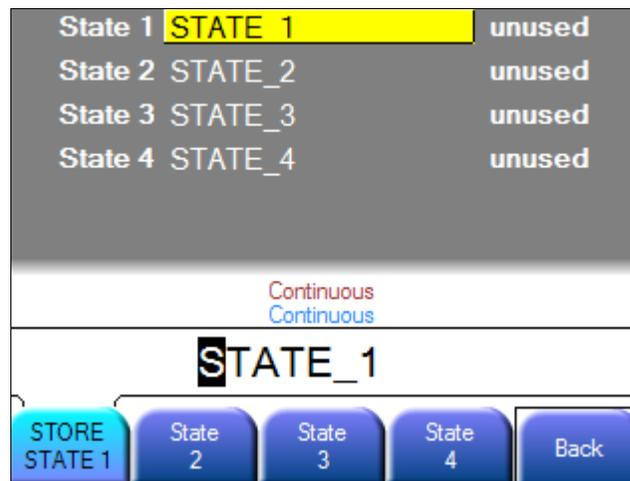 State 1 STATE_1 unused
State 2 STATE_2 unused
State 3 STATE_3 unused
State 4 STATE_4 unused
Continuous
Continuous
STATE_1
STORE STATE 1
State 2
State 3
State 4
Back